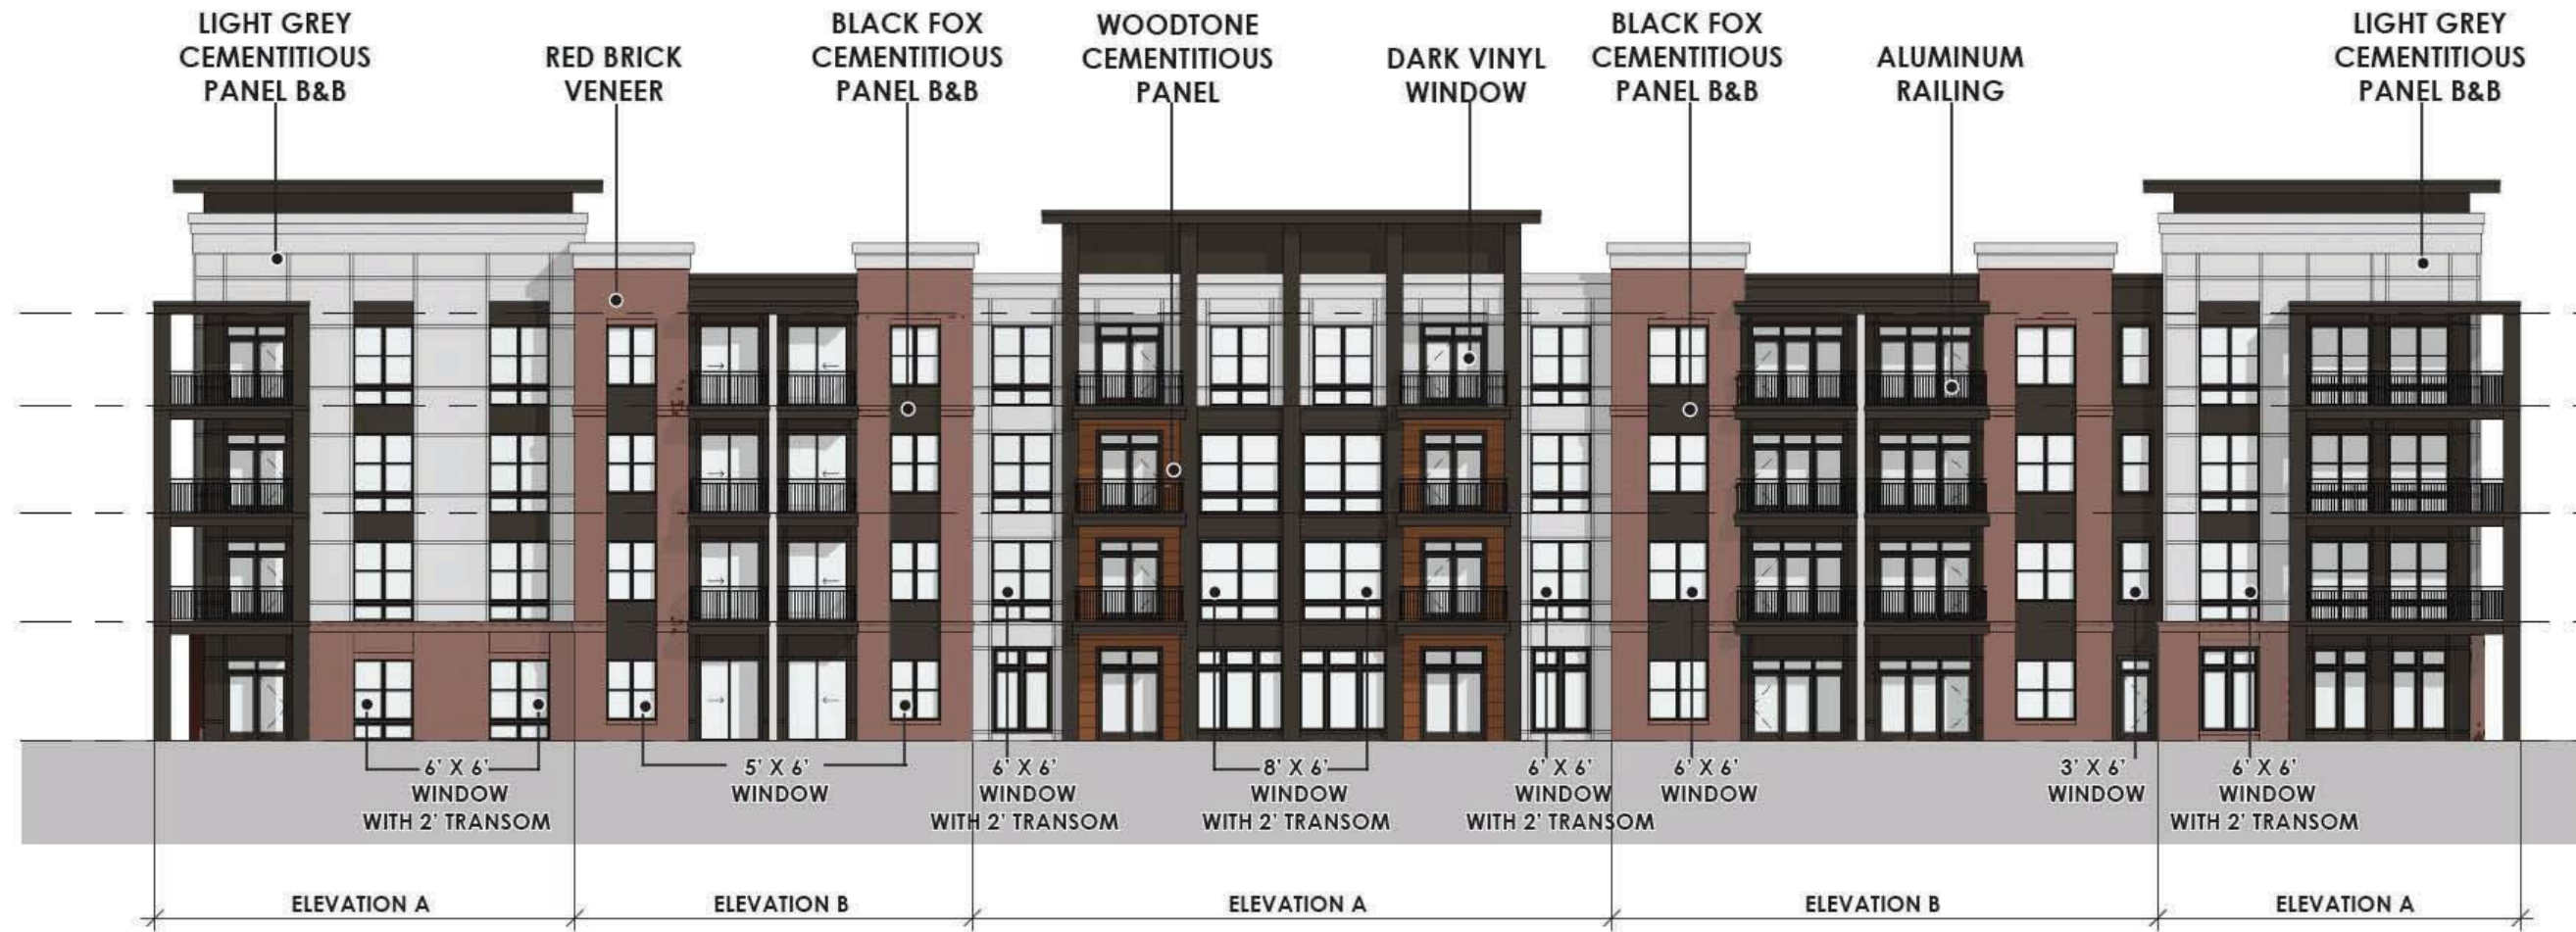 LIGHT GREY
CEMENTITIOUS
PANEL B&B
RED BRICK
VENEER
BLACK FOX
CEMENTITIOUS
PANEL B&B
WOODTONE
CEMENTITIOUS
PANEL
DARK VINYL
WINDOW
BLACK FOX
CEMENTITIOUS
PANEL B&B
ALUMINUM
RAILING
LIGHT GREY
CEMENTITIOUS
PANEL B&B
6' X 6'
WINDOW
WITH 2' TRANSOM
5' X 6'
WINDOW
6' X 6'
WINDOW
WITH 2' TRANSOM
8' X 6'
WINDOW
WITH 2' TRANSOM
6' X 6'
WINDOW
WITH 2' TRANSOM
6' X 6'
WINDOW
3' X 6'
WINDOW
6' X 6'
WINDOW
WITH 2' TRANSOM
ELEVATION A
ELEVATION B
ELEVATION A
ELEVATION B
ELEVATION A